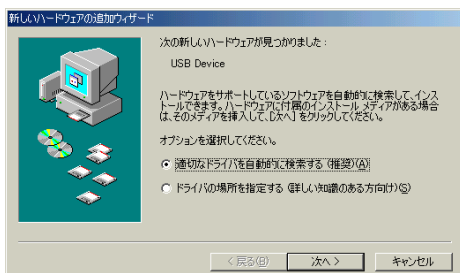 新しいハードウェアの追加ウィザード
次の新しいハードウェアが見つかりました:
USB Device
ハードウェアをサポートしているソフトウェアを自動的に検索して、インス
トールできます。ハードウェアに付属のインストール メディアがある場合
は、そのメディアを挿入して、[次へ] をクリックしてください。
オプションを選択してください。
適切なドライバを自動的に検索する (推奨)(A)
ドライバの場所を指定する (詳しい知識のある方向け)(S)
< 戻る(B)
次へ >
キャンセル